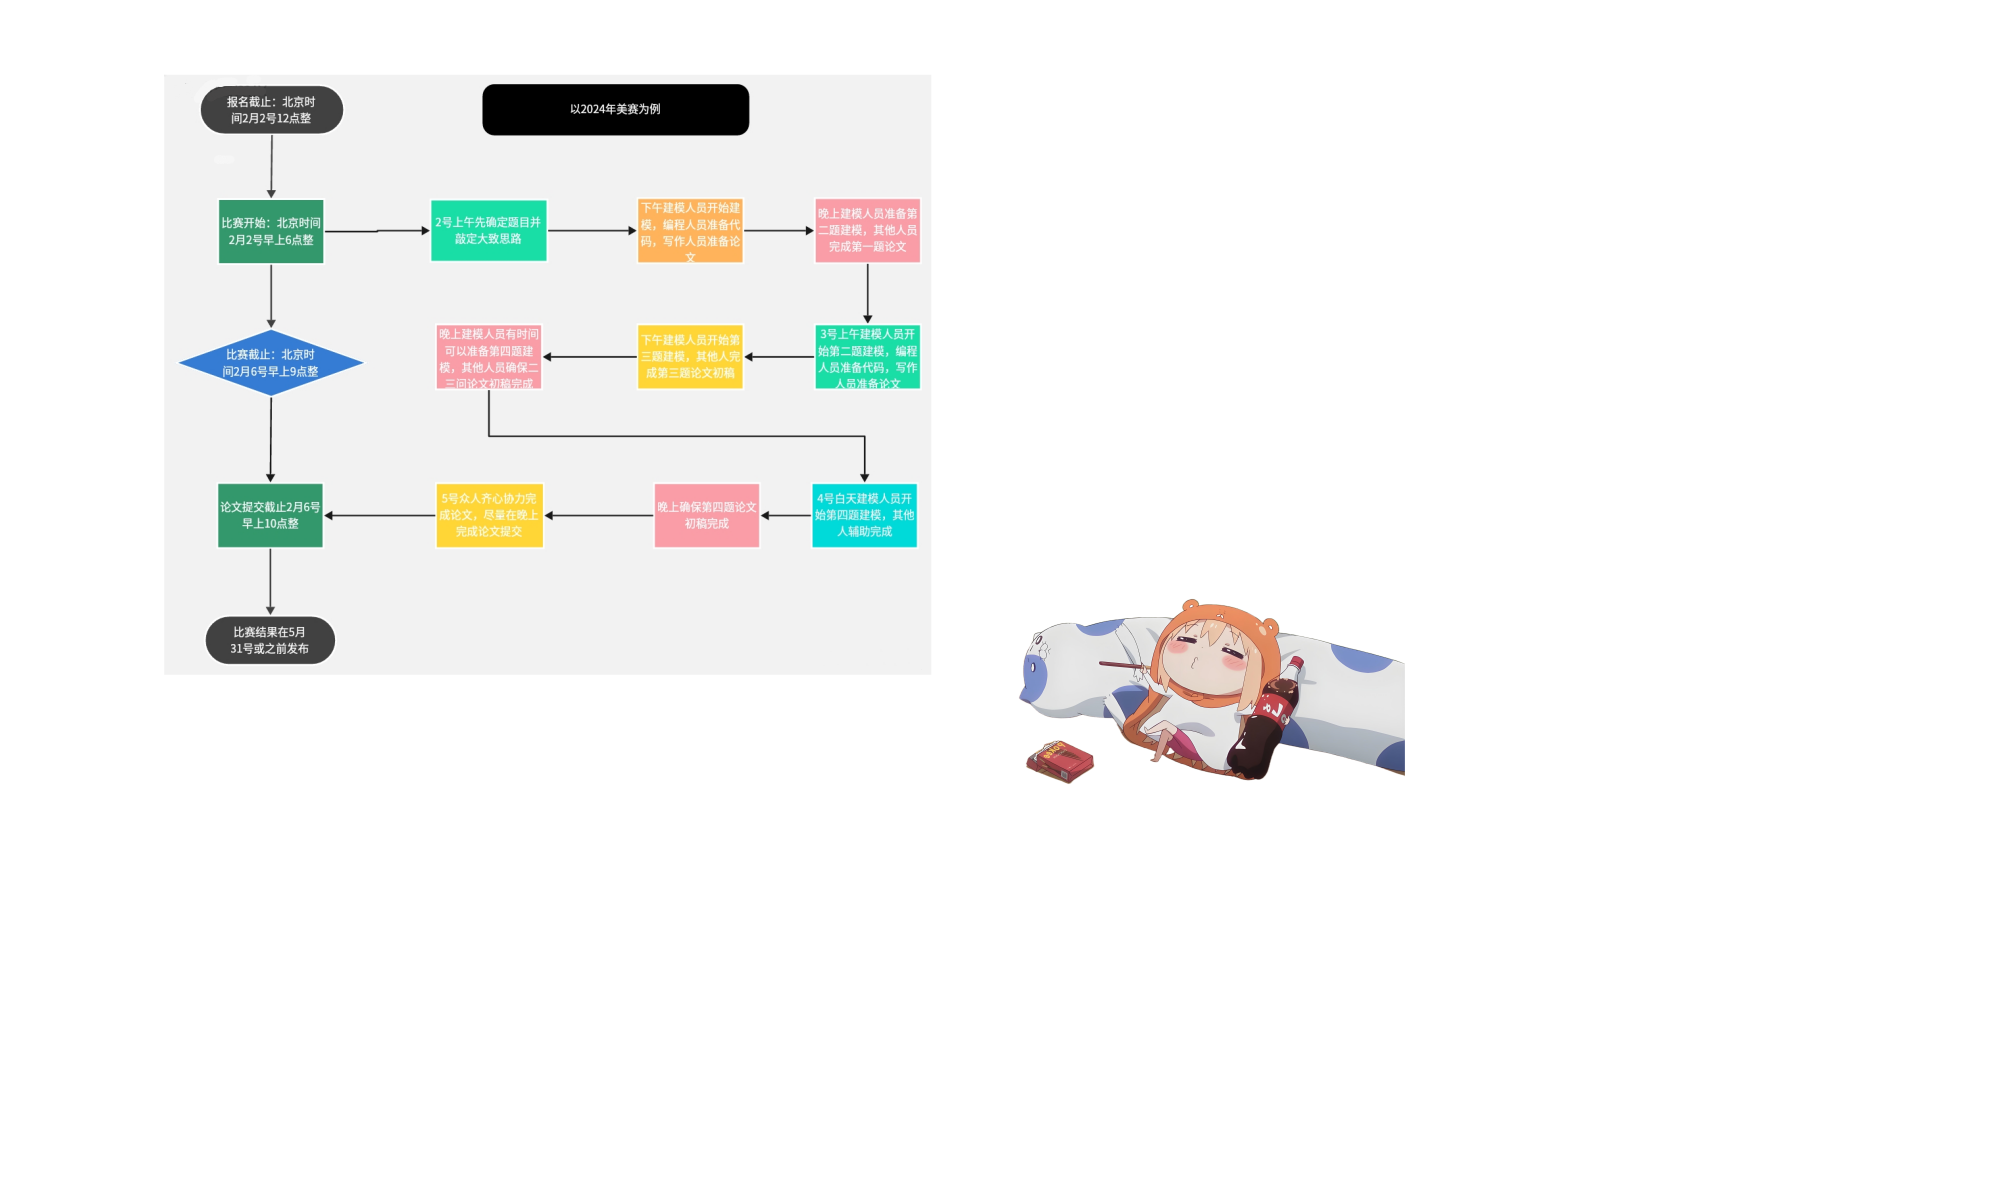 报名截止：北京时
间2月2号12点整
以2024年美赛为例
比赛开始：北京时间
2月2号早上6点整
2号上午先确定题目并
敲定大致思路
下午建模人员开始建
模，编程人员准备代
码，写作人员准备论
文
晚上建模人员准备第
二题建模，其他人员
完成第一题论文
比赛截止：北京时
间2月6号早上9点整
晚上建模人员有时间
可以准备第四题建
模，其他人员确保二
三问论文初稿完成
下午建模人员开始第
三题建模，其他人完
成第三题论文初稿
3号上午建模人员开
始第二题建模，编程
人员准备代码，写作
人员准备论文
论文提交截止2月6号
早上10点整
5号众人齐心协力完
成论文，尽量在晚上
完成论文提交
晚上确保第四题论文
初稿完成
4号白天建模人员开
始第四题建模，其他
人辅助完成
比赛结果在5月
31号或之前发布